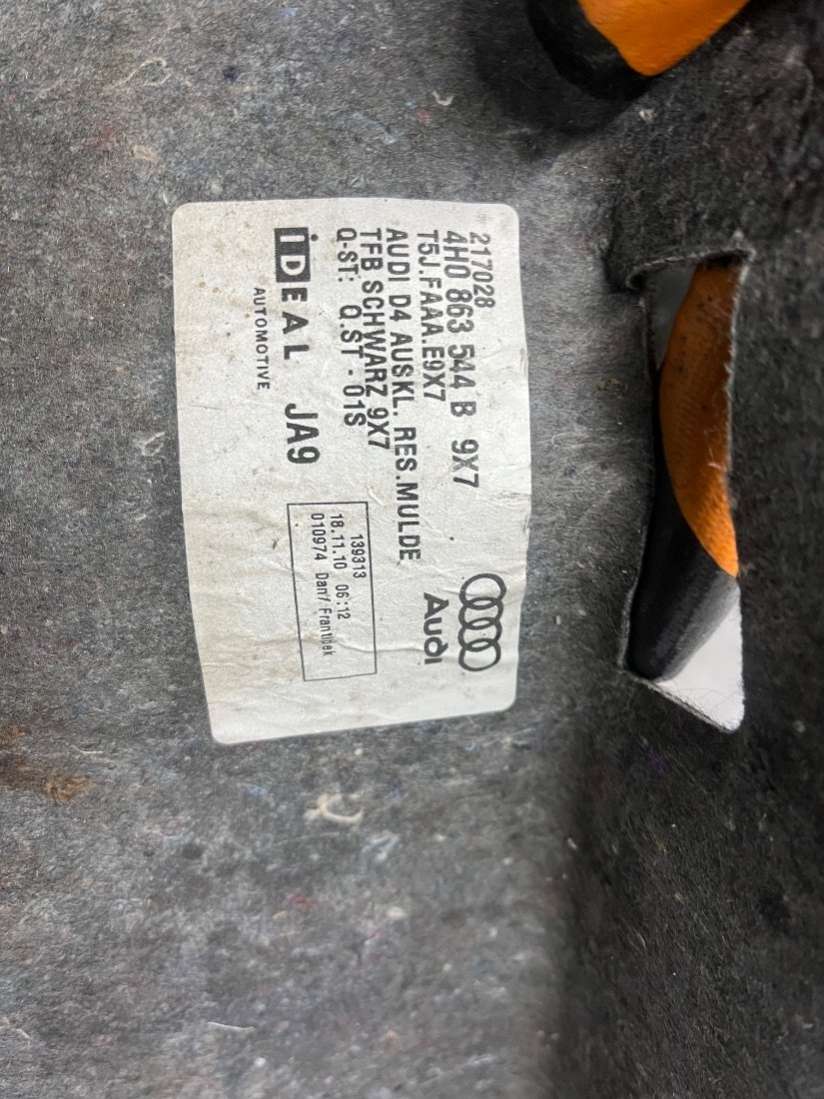 217028
4H0 863 544 B 9X7
T5J.FAAA.E9X7
AUDI D4 AUSKL. RES.MULDE
TFB SCHWARZ 9X7
Q-ST: Q.ST - 01S
iDEAL JA9
AUTOMOTIVE
Audi
139313
18.11.10 06:12
010974